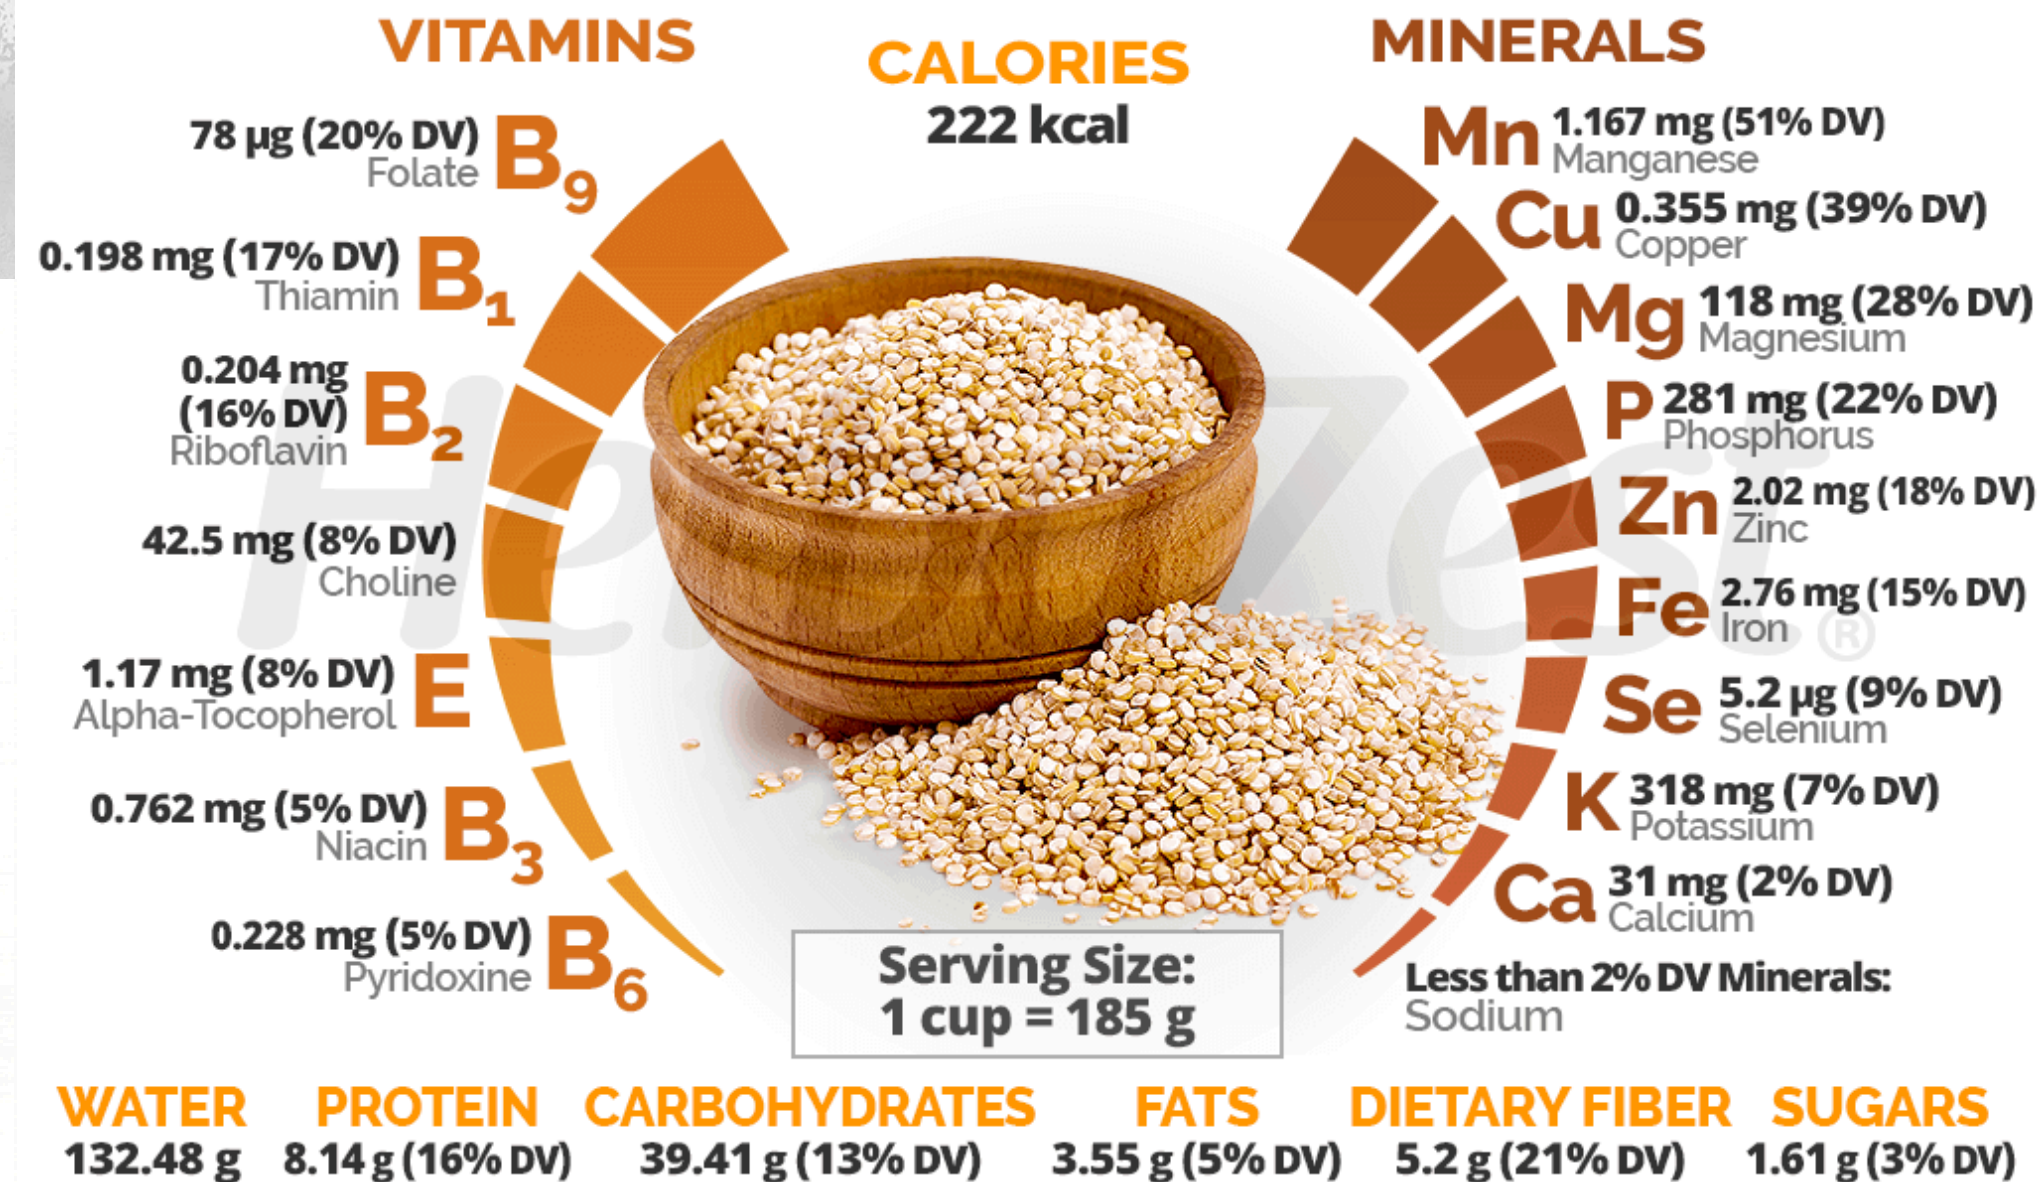 VITAMINS
78 µg (20% DV)
Folate
B9
0.198 mg (17% DV)
Thiamin
B1
0.204 mg
(16% DV)
Riboflavin
B2
42.5 mg (8% DV)
Choline
1.17 mg (8% DV)
Alpha-Tocopherol
E
0.762 mg (5% DV)
Niacin
B3
0.228 mg (5% DV)
Pyridoxine
B6
CALORIES
222 kcal
MINERALS
Mn 1.167 mg (51% DV)
Manganese
Cu 0.355 mg (39% DV)
Copper
Mg 118 mg (28% DV)
Magnesium
P 281 mg (22% DV)
Phosphorus
Zn 2.02 mg (18% DV)
Zinc
Fe 2.76 mg (15% DV)
Iron
Se 5.2 µg (9% DV)
Selenium
K 318 mg (7% DV)
Potassium
Ca 31 mg (2% DV)
Calcium
Less than 2% DV Minerals:
Sodium
HerbaZest®
Serving Size:
1 cup = 185 g
WATER
132.48 g
PROTEIN
8.14 g (16% DV)
CARBOHYDRATES
39.41 g (13% DV)
FATS
3.55 g (5% DV)
DIETARY FIBER
5.2 g (21% DV)
SUGARS
1.61 g (3% DV)